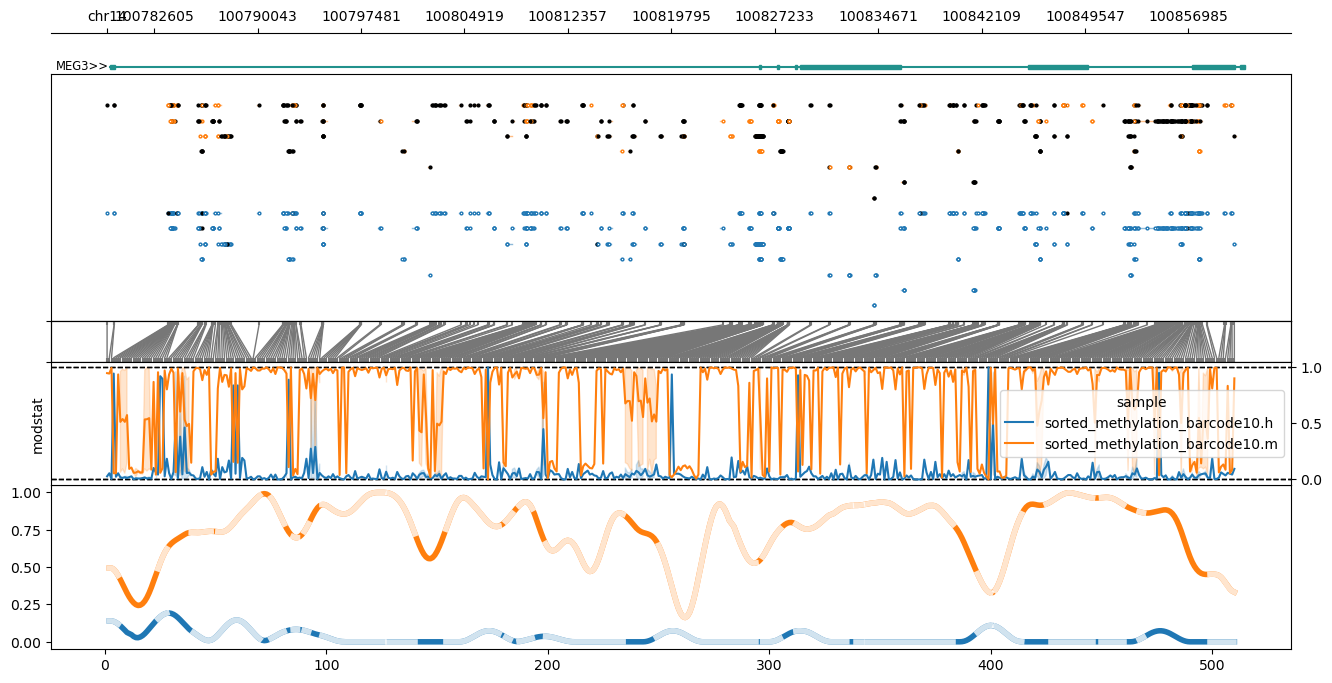 chr14 100782605 100790043 100797481 100804919 100812357 100819795 100827233 100834671 100842109 100849547 100856985
MEG3>>
modstat
1.0
0.5
0.0
sample
sorted_methylation_barcode10.h
sorted_methylation_barcode10.m
1.00
0.75
0.50
0.25
0.00
0 100 200 300 400 500